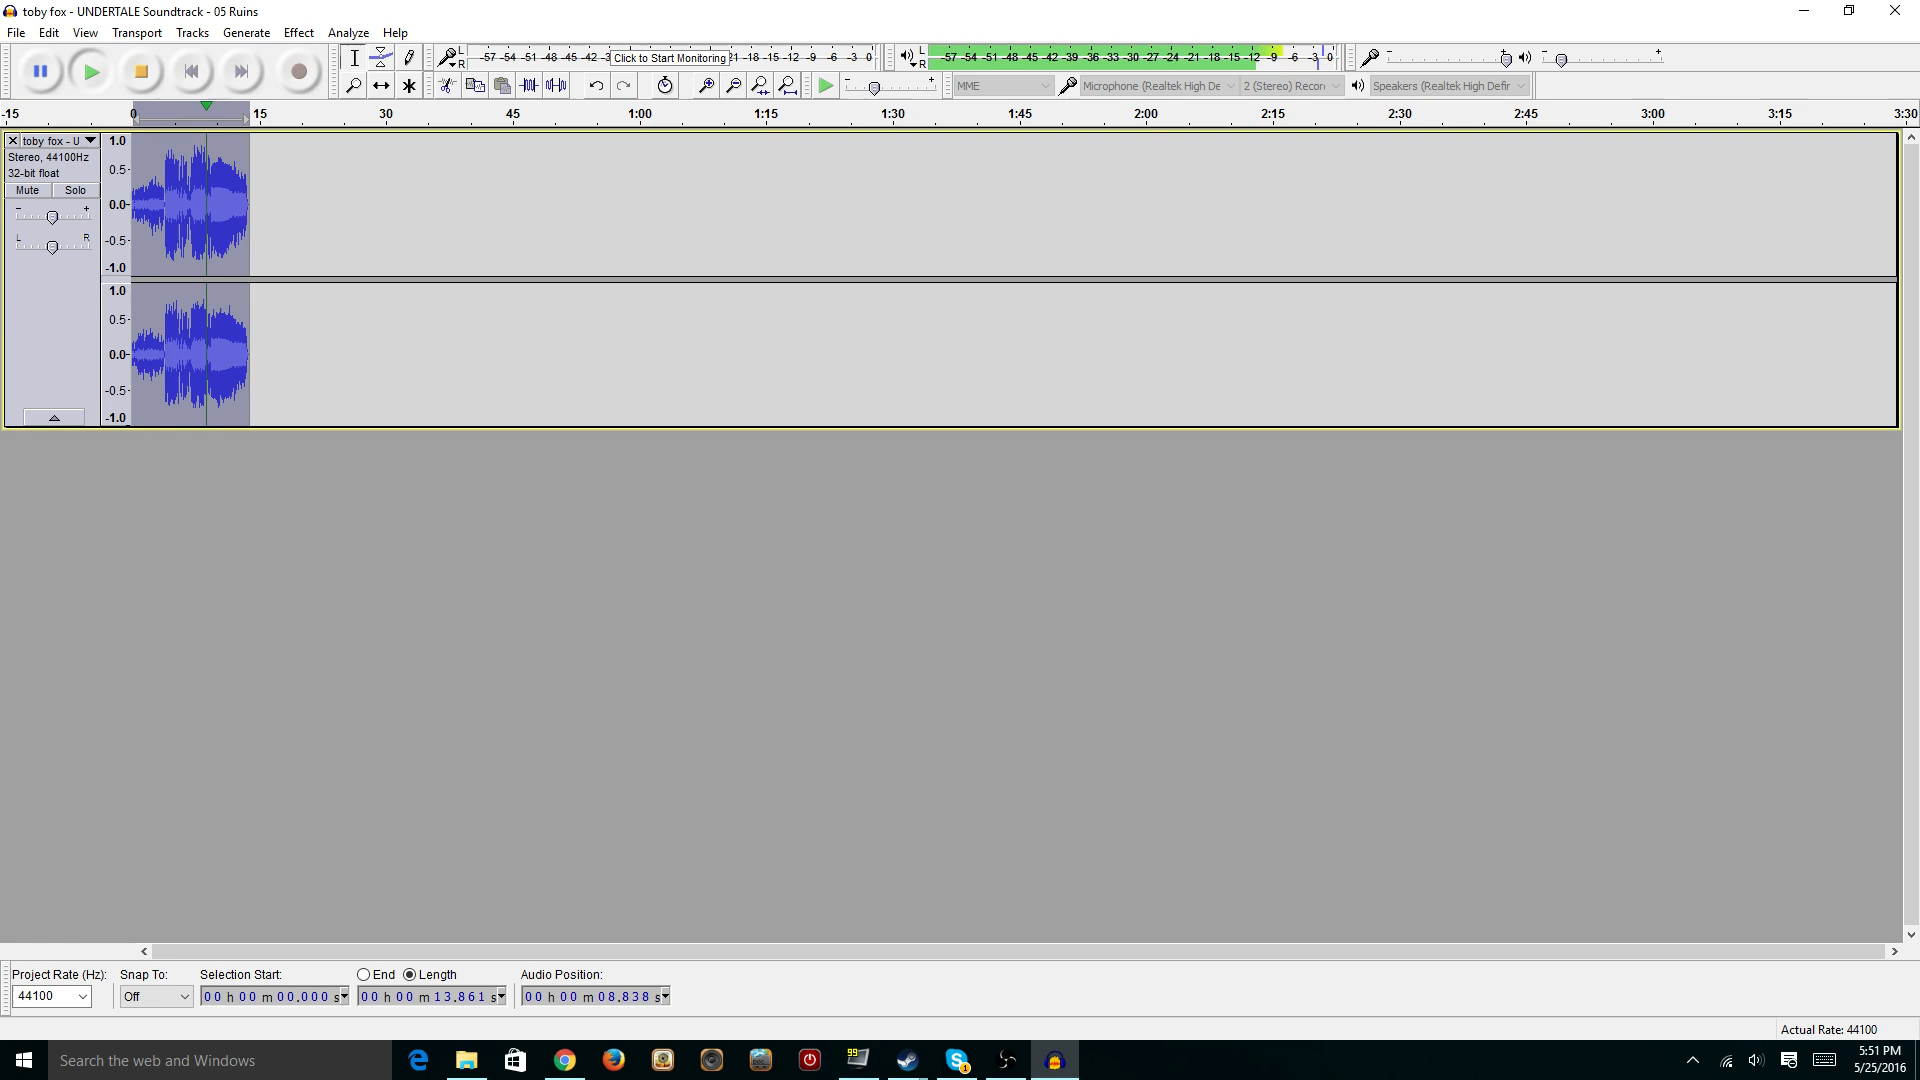 toby fox - UNDERTALE Soundtrack - 05 Ruins
File Edit View Transport Tracks Generate Effect Analyze Help
L
R
-57 -54 -51 -48 -45 -42 Click to Start Monitoring -18 -15 -12 -9 -6 -3 0
L
R
-57 -54 -51 -48 -45 -42 -39 -36 -33 -30 -27 -24 -21 -18 -15 -12 -9 -6 -3 0
MME
Microphone (Realtek High De
2 (Stereo) Recor
Speakers (Realtek High Defir
-15 0 15 30 45 1:00 1:15 1:30 1:45 2:00 2:15 2:30 2:45 3:00 3:15 3:30
toby fox - U
Stereo, 44100Hz
32-bit float
Mute Solo
- +
L R
1.0
0.5-
0.0-
-0.5-
-1.0
1.0
0.5-
0.0-
-0.5-
-1.0
Project Rate (Hz): Snap To: Selection Start: End Length Audio Position:
44100 Off 00 h 00 m 00.000 s 00 h 00 m 13.861 s 00 h 00 m 08.838 s
Actual Rate: 44100
Search the web and Windows
99
1
5:51 PM
5/25/2016